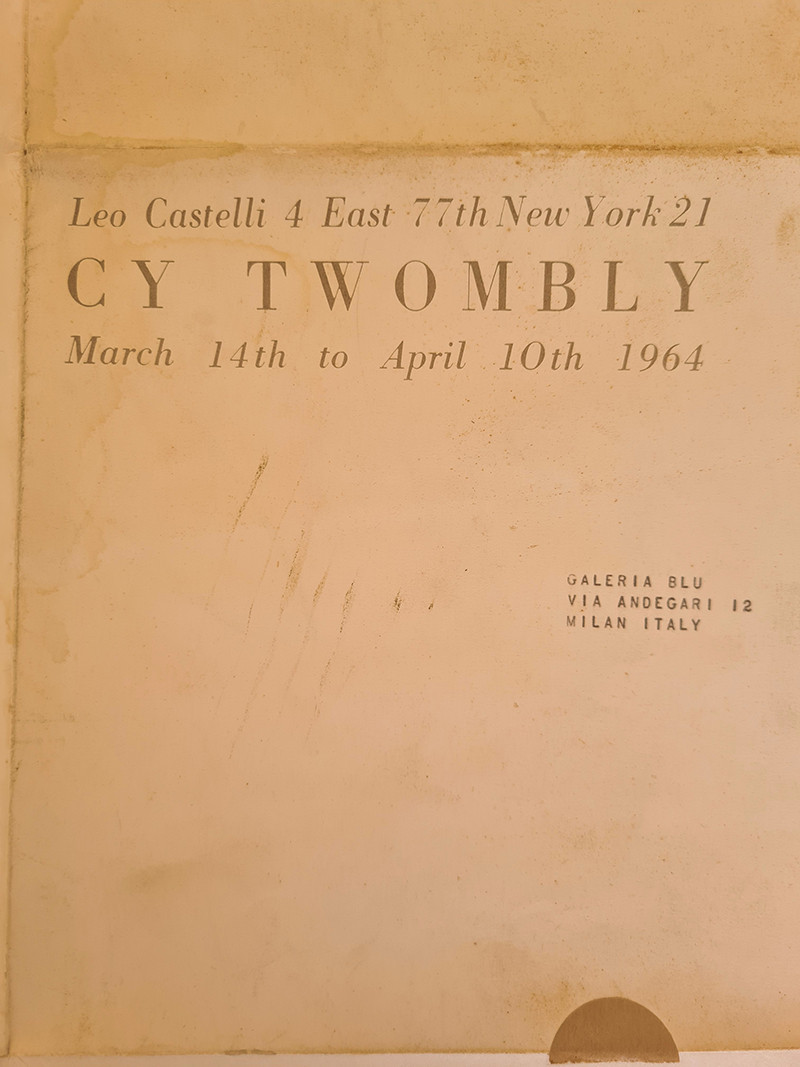 Leo Castelli 4 East 77th New York 21
CY TWOMBLY
March 14th to April 10th 1964
GALERIA BLU
VIA ANDEGARI 12
MILAN ITALY